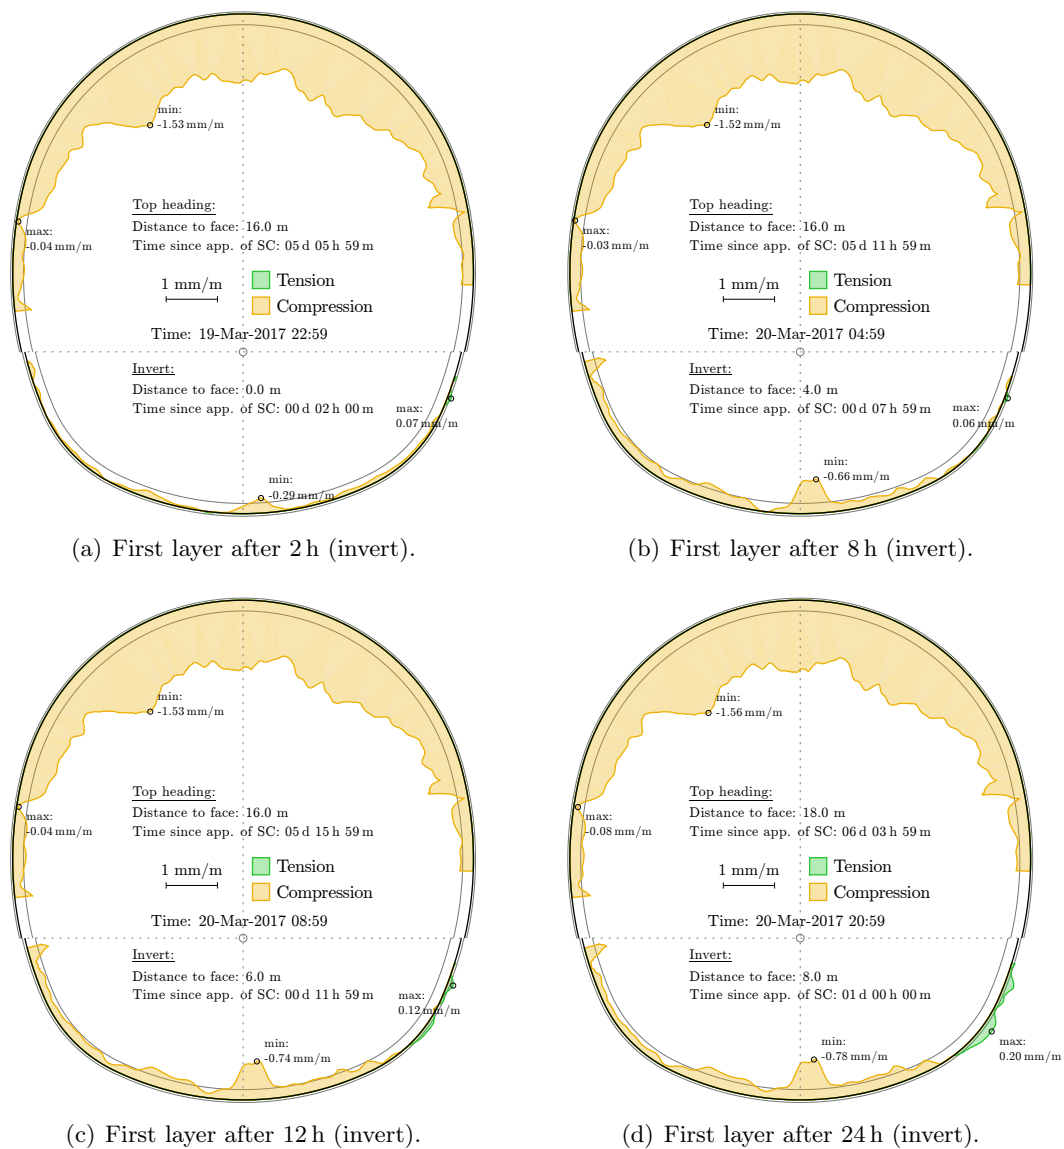 min:
-1.53 mm/m
Top heading:
Distance to face: 16.0 m
Time since app. of SC: 05 d 05 h 59 m
max:
-0.04 mm/m
1 mm/m
Tension
Compression
Time: 19-Mar-2017 22:59
Invert:
Distance to face: 0.0 m
Time since app. of SC: 00 d 02 h 00 m
max:
0.07 mm/m
min:
-0.29 mm/m
(a) First layer after 2 h (invert).
min:
-1.52 mm/m
Top heading:
Distance to face: 16.0 m
Time since app. of SC: 05 d 11 h 59 m
max:
-0.03 mm/m
1 mm/m
Tension
Compression
Time: 20-Mar-2017 04:59
Invert:
Distance to face: 4.0 m
Time since app. of SC: 00 d 07 h 59 m
max:
0.06 mm/m
min:
-0.66 mm/m
(b) First layer after 8 h (invert).
min:
-1.53 mm/m
Top heading:
Distance to face: 16.0 m
Time since app. of SC: 05 d 15 h 59 m
max:
-0.04 mm/m
1 mm/m
Tension
Compression
Time: 20-Mar-2017 08:59
Invert:
Distance to face: 6.0 m
Time since app. of SC: 00 d 11 h 59 m
max:
0.12 mm/m
min:
-0.74 mm/m
(c) First layer after 12 h (invert).
min:
-1.56 mm/m
Top heading:
Distance to face: 18.0 m
Time since app. of SC: 06 d 03 h 59 m
max:
-0.08 mm/m
1 mm/m
Tension
Compression
Time: 20-Mar-2017 20:59
Invert:
Distance to face: 8.0 m
Time since app. of SC: 01 d 00 h 00 m
max:
0.20 mm/m
min:
-0.78 mm/m
(d) First layer after 24 h (invert).